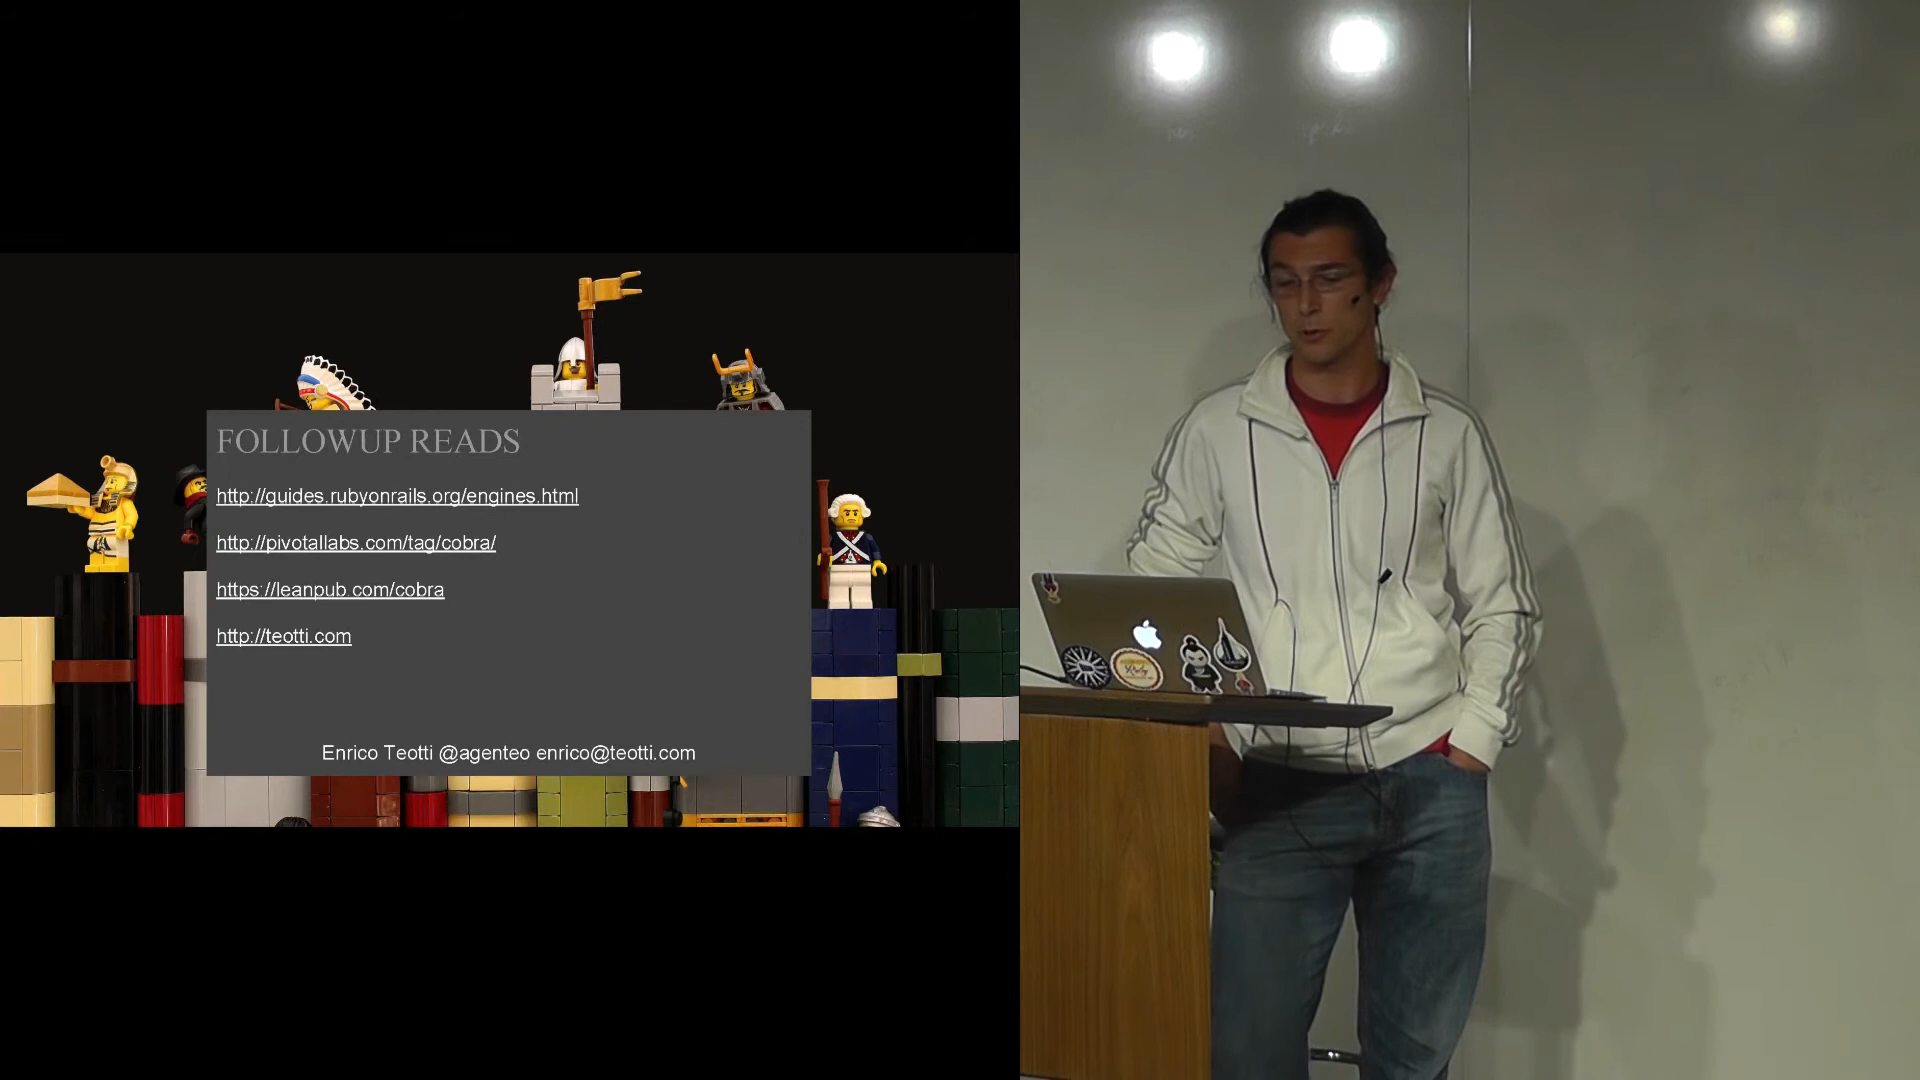 FOLLOWUP READS
http://guides.rubyonrails.org/engines.html
http://pivotallabs.com/tag/cobra/
https://leanpub.com/cobra
http://teotti.com
Enrico Teotti @agenteo enrico@teotti.com